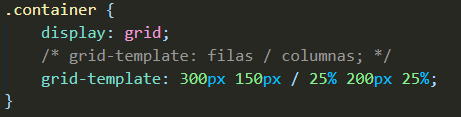 .container {
display: grid;
/* grid-template: filas / columnas; */
grid-template: 300px 150px / 25% 200px 25%;
}